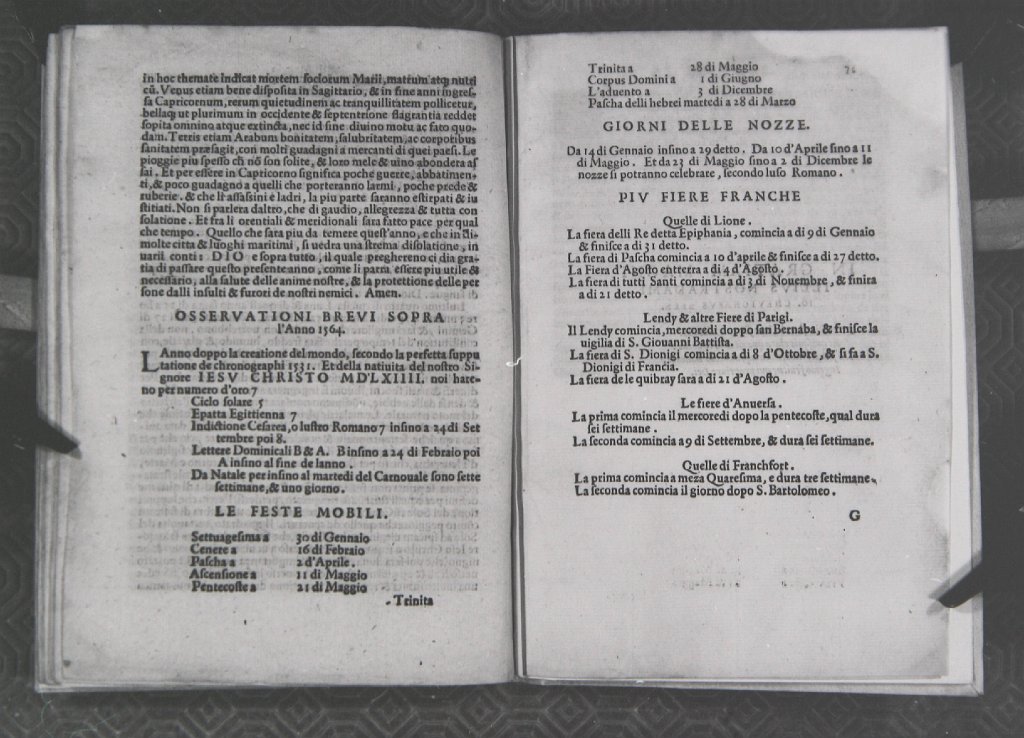 In hoc themate indicat mortem sociorum Matii, matrum atq; nutri
cũ. Venus etiam bene disposita in Sagittario, & in fine anni ingres-
sa Capricornum, rerum quietudinem ac tranquillitatem pollicetur,
bellaq; ut plurimum in occidente & septentrione flagrantia reddet
sopita omnino atque extincta, nec id sine diuino motu ac fato quo-
dam. Terris etiam Arabum bonitatem, salubritatem, ac corporibus
sanitatem præsagit, con molti guadagni a mercanti di quei paesi. Le
pioggie piu spesso ch nõ son solite, & loro mele & uino abondera as
sai. Et per essere in Capricorno significa poche guerre, abbatimen-
ti, & poco guadagno a quelli che porteranno larmi, poche prede &
ruberie. & che li assassini e ladri, la piu parte saranno estirpati & iu
stitiati. Non si parlera daltro, che di gaudio, allegrezza & tutta con
solatione. Et fra li orientali & meridionali sara fatto pace per qual
che tempo. Quello che sara piu da temere quest'anno, e che in di-
molte citta & luoghi maritimi, si uedra una strema disolatione, in
uarii conti: DIO e sopra tutto, il quale pregheremo ci dia gra-
tia di passare questo presente anno, come li parra essere piu utile &
necessario, alla salute delle anime nostre, & la protettione delle per
sone dalli insulti & furori de nostri nemici. Amen.
OSSERVATIONI BREVI SOPRA
l'Anno 1564.
L Anno doppo la creatione del mondo, secondo la perfetta suppu
tatione de chronographi 1531. Et della natiuita del nostro Si-
gnore IESV CHRISTO MDLXIIII. noi hare-
no per numero d'oro 7
Ciclo solare 5
Epatta Egittienna 7
Indictione Cesarea, o lustro Romano 7 insino a 24 di Set
tembre poi 8.
Lettere Dominicali B & A. B insino a 24 di Febraio poi
A insino al fine de lanno.
Da Natale per insino al martedi del Carnouale sono sette
settimane, & uno giorno.
LE FESTE MOBILI.
Settuagesima a 30 di Gennaio
Cenere a 16 di Febraio
Pascha a 2 d'Aprile.
Ascensione a 11 di Maggio
Pentecoste a 21 di Maggio
Trinita
Trinita a 28 di Maggio
Corpus Domini a 1 di Giugno
L'aduento a 3 di Dicembre
Pascha delli hebrei martedi a 28 di Marzo
GIORNI DELLE NOZZE.
Da 14 di Gennaio insino a 29 detto. Da 10 d'Aprile sino a 11
di Maggio. Et da 23 di Maggio sino a 2 di Dicembre le
nozze si potranno celebrare, secondo luso Romano.
PIV FIERE FRANCHE
Quelle di Lione.
La fiera delli Re detta Epiphania, comincia a di 9 di Gennaio
& finisce a di 31 detto.
La fiera di Pascha comincia a 10 d'aprile & finisce a di 27 detto.
La Fiera d'Agosto entrerra a di 4 d'Agosto.
La fiera di tutti Santi comincia a di 3 di Nouembre, & finira
a di 21 detto.
Lendy & altre Fiere di Parigi.
Il Lendy comincia, mercoredi doppo san Bernaba, & finisce la
uigilia di S. Giouanni Battista.
La fiera di S. Dionigi comincia a di 8 d'Ottobre, & si fa a S.
Dionigi di Francia.
La fiera de le quibray sara a di 21 d'Agosto.
Le fiere d'Anuersa.
La prima comincia il mercoredi dopo la pentecoste, qual dura
sei settimane.
La seconda comincia a 9 di Settembre, & dura sei settimane.
Quelle di Franchfort.
La prima comincia a meza Quaresima, e dura tre settimane.
La seconda comincia il giorno dopo S. Bartolomeo.
G